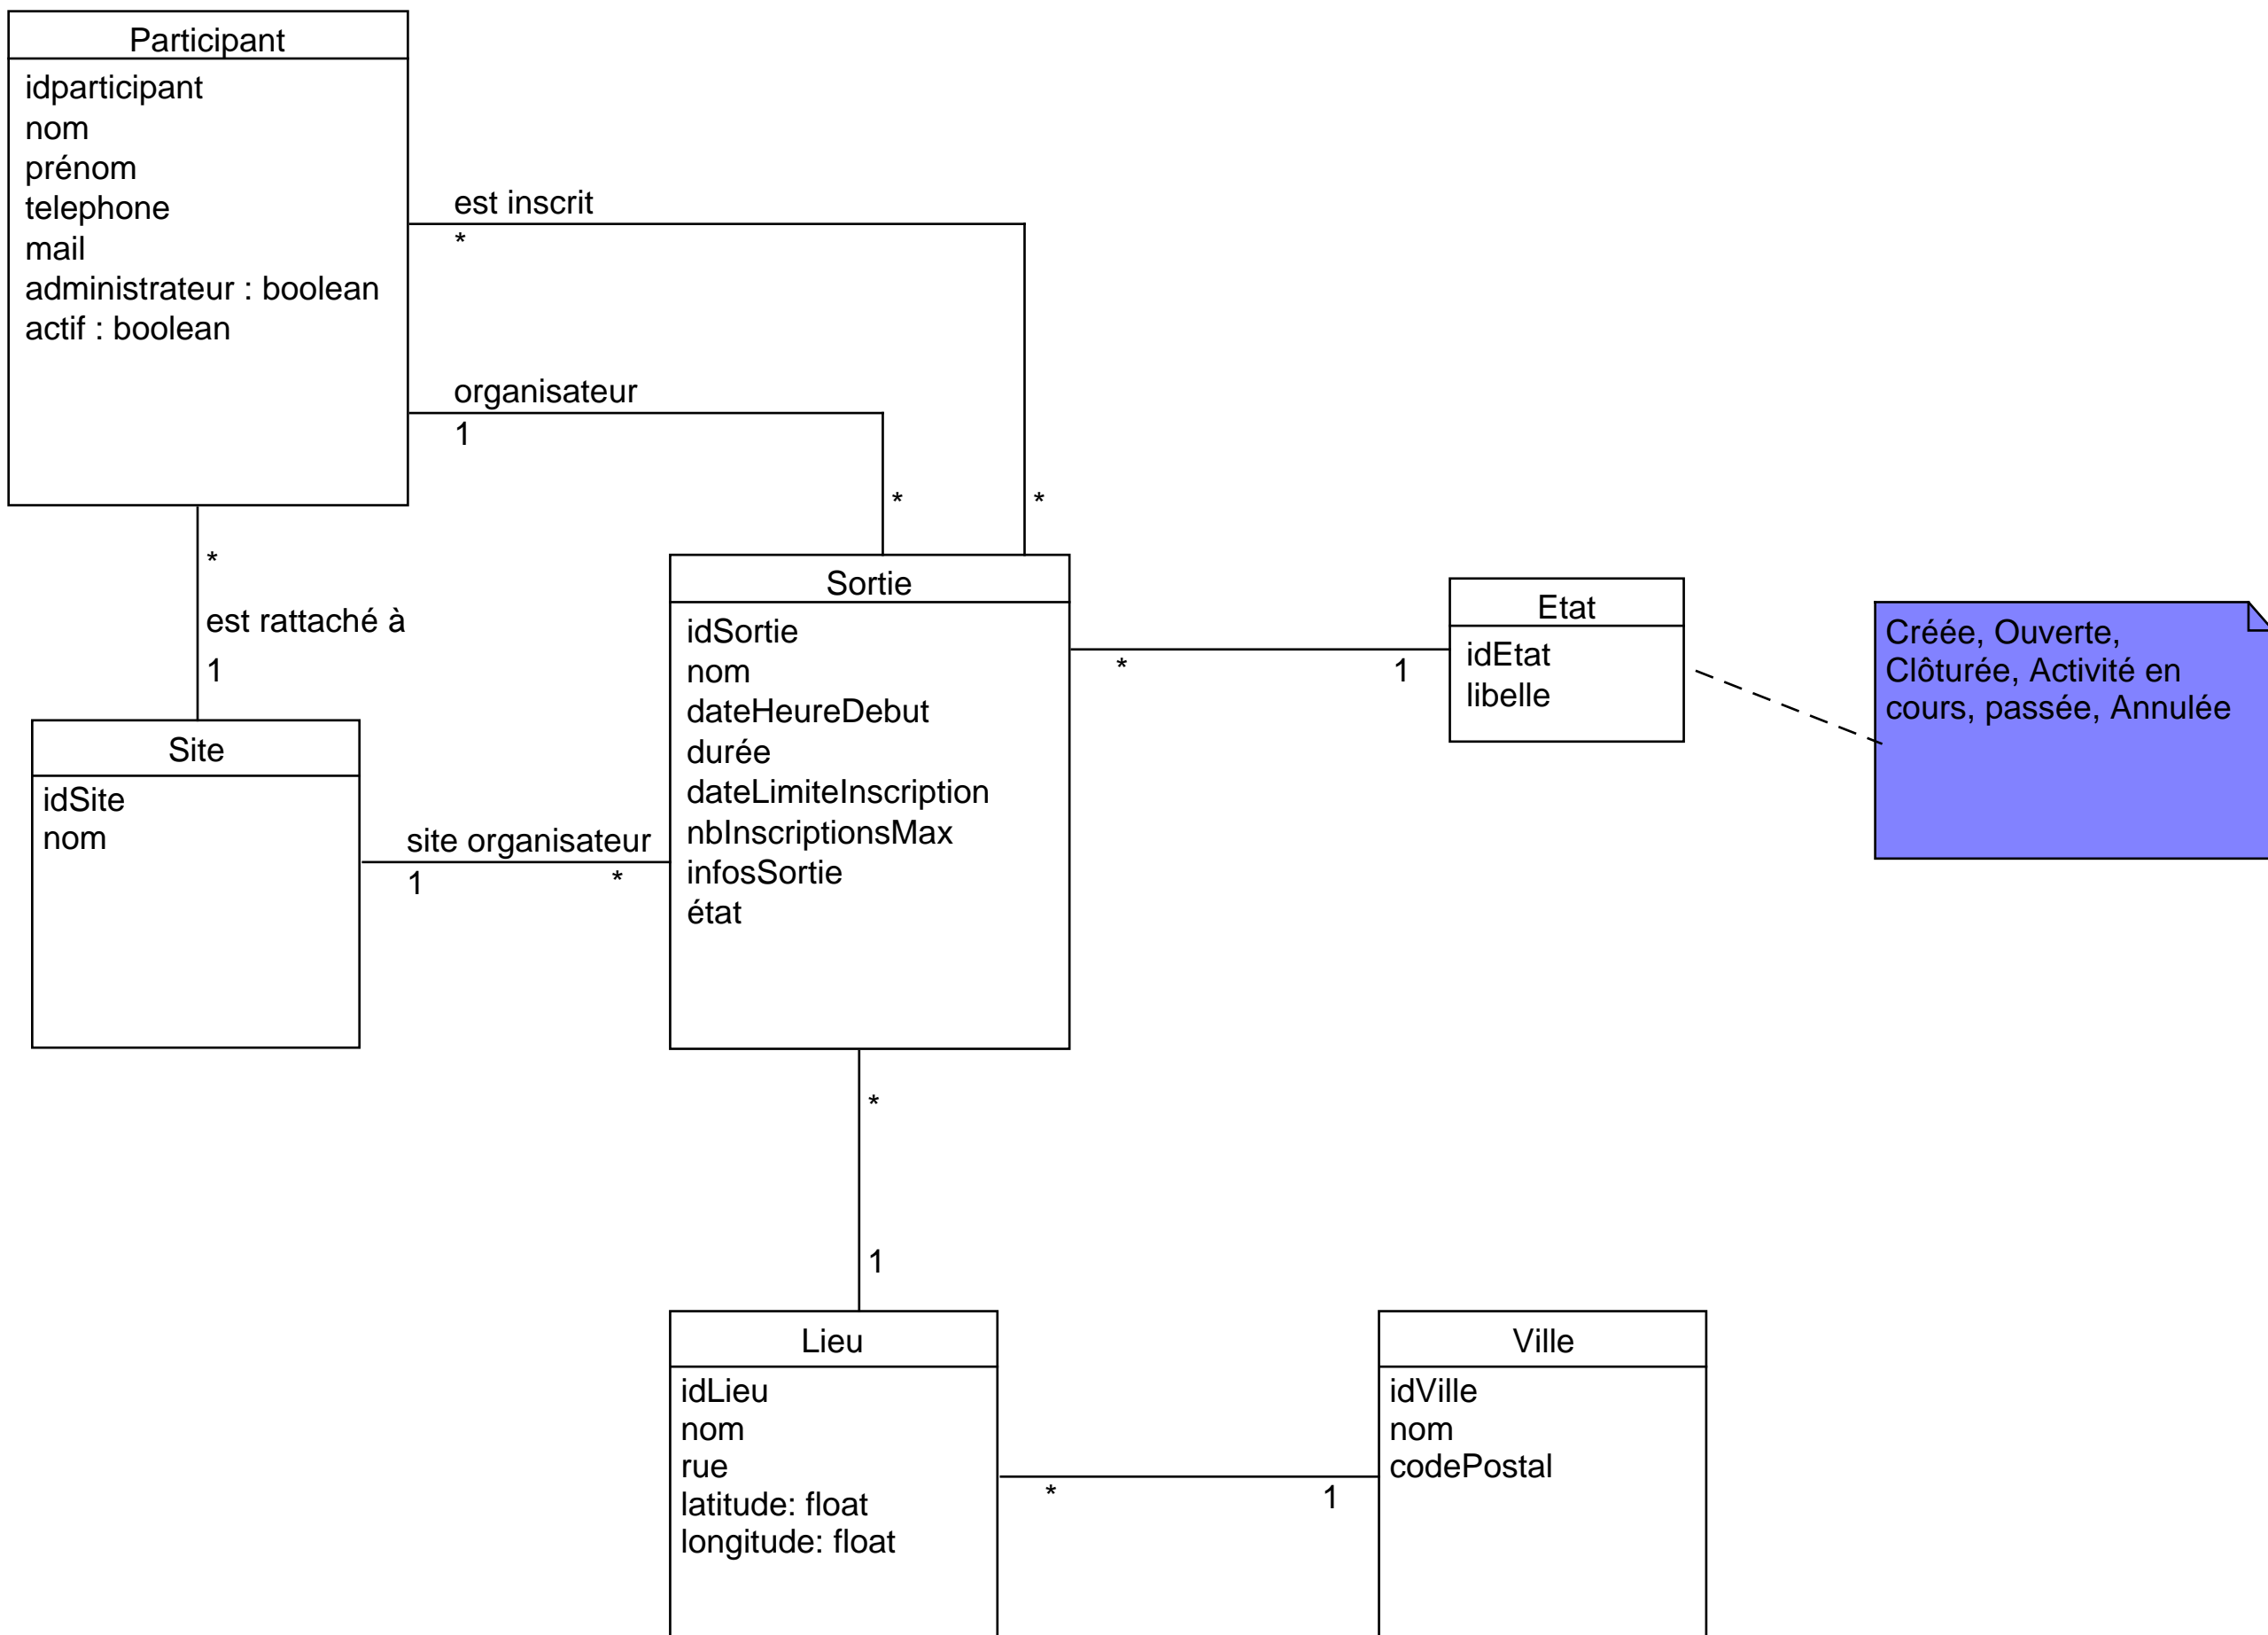 Participant
idparticipant
nom
prénom
telephone
mail
administrateur : boolean
actif : boolean
est inscrit
*
organisateur
1
*
*
*
est rattaché à
1
Sortie
idSortie
nom
dateHeureDebut
durée
dateLimiteInscription
nbInscriptionsMax
infosSortie
état
*
1
Etat
idEtat
libelle
Créée, Ouverte,
Clôturée, Activité en
cours, passée, Annulée
Site
idSite
nom
site organisateur
1
*
*
1
Lieu
idLieu
nom
rue
latitude: float
longitude: float
*
1
Ville
idVille
nom
codePostal